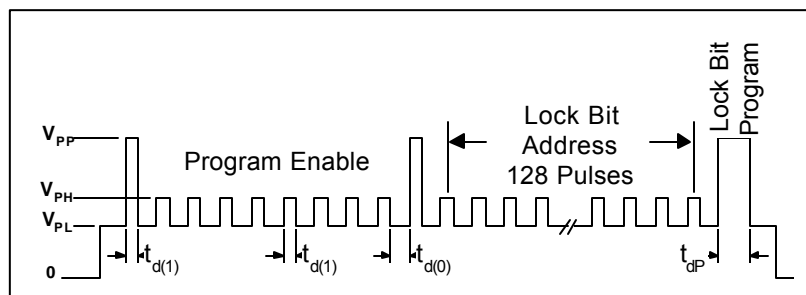 Lock Bit
Program
V_PP
Program Enable
Lock Bit
Address
128 Pulses
V_PH
V_PL
0
t_d(1)
t_d(1)
t_d(0)
t_dP